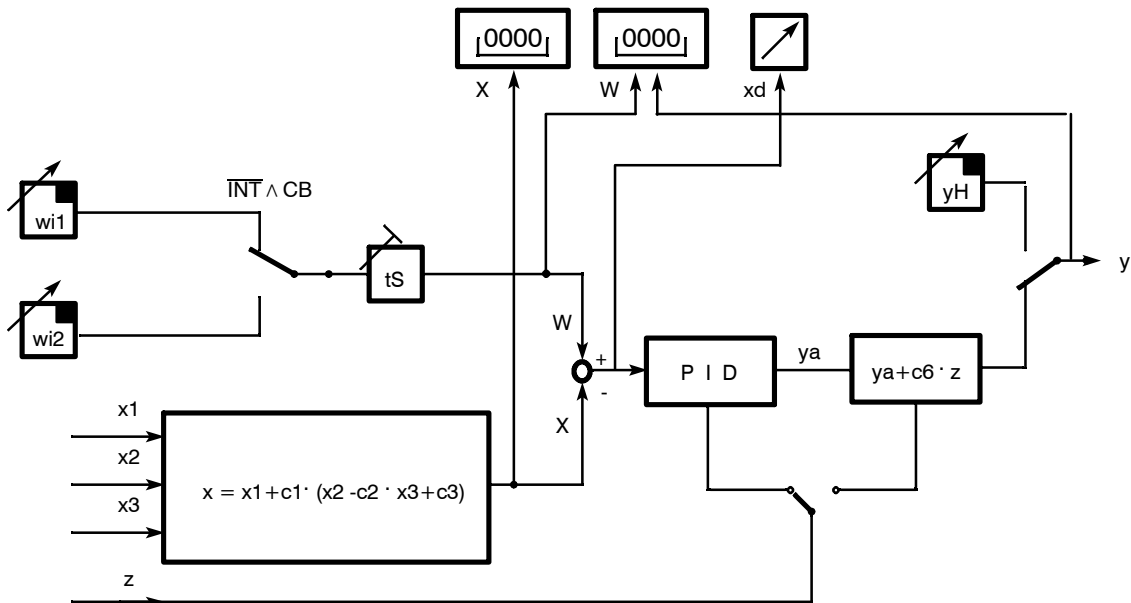 0000
0000
X
W
xd
wi1
INT ∧ CB
yH
tS
y
wi2
W
+
-
P I D
ya
ya+c6 · z
X
x1
x2
x3
x = x1+c1· (x2 -c2 · x3+c3)
z